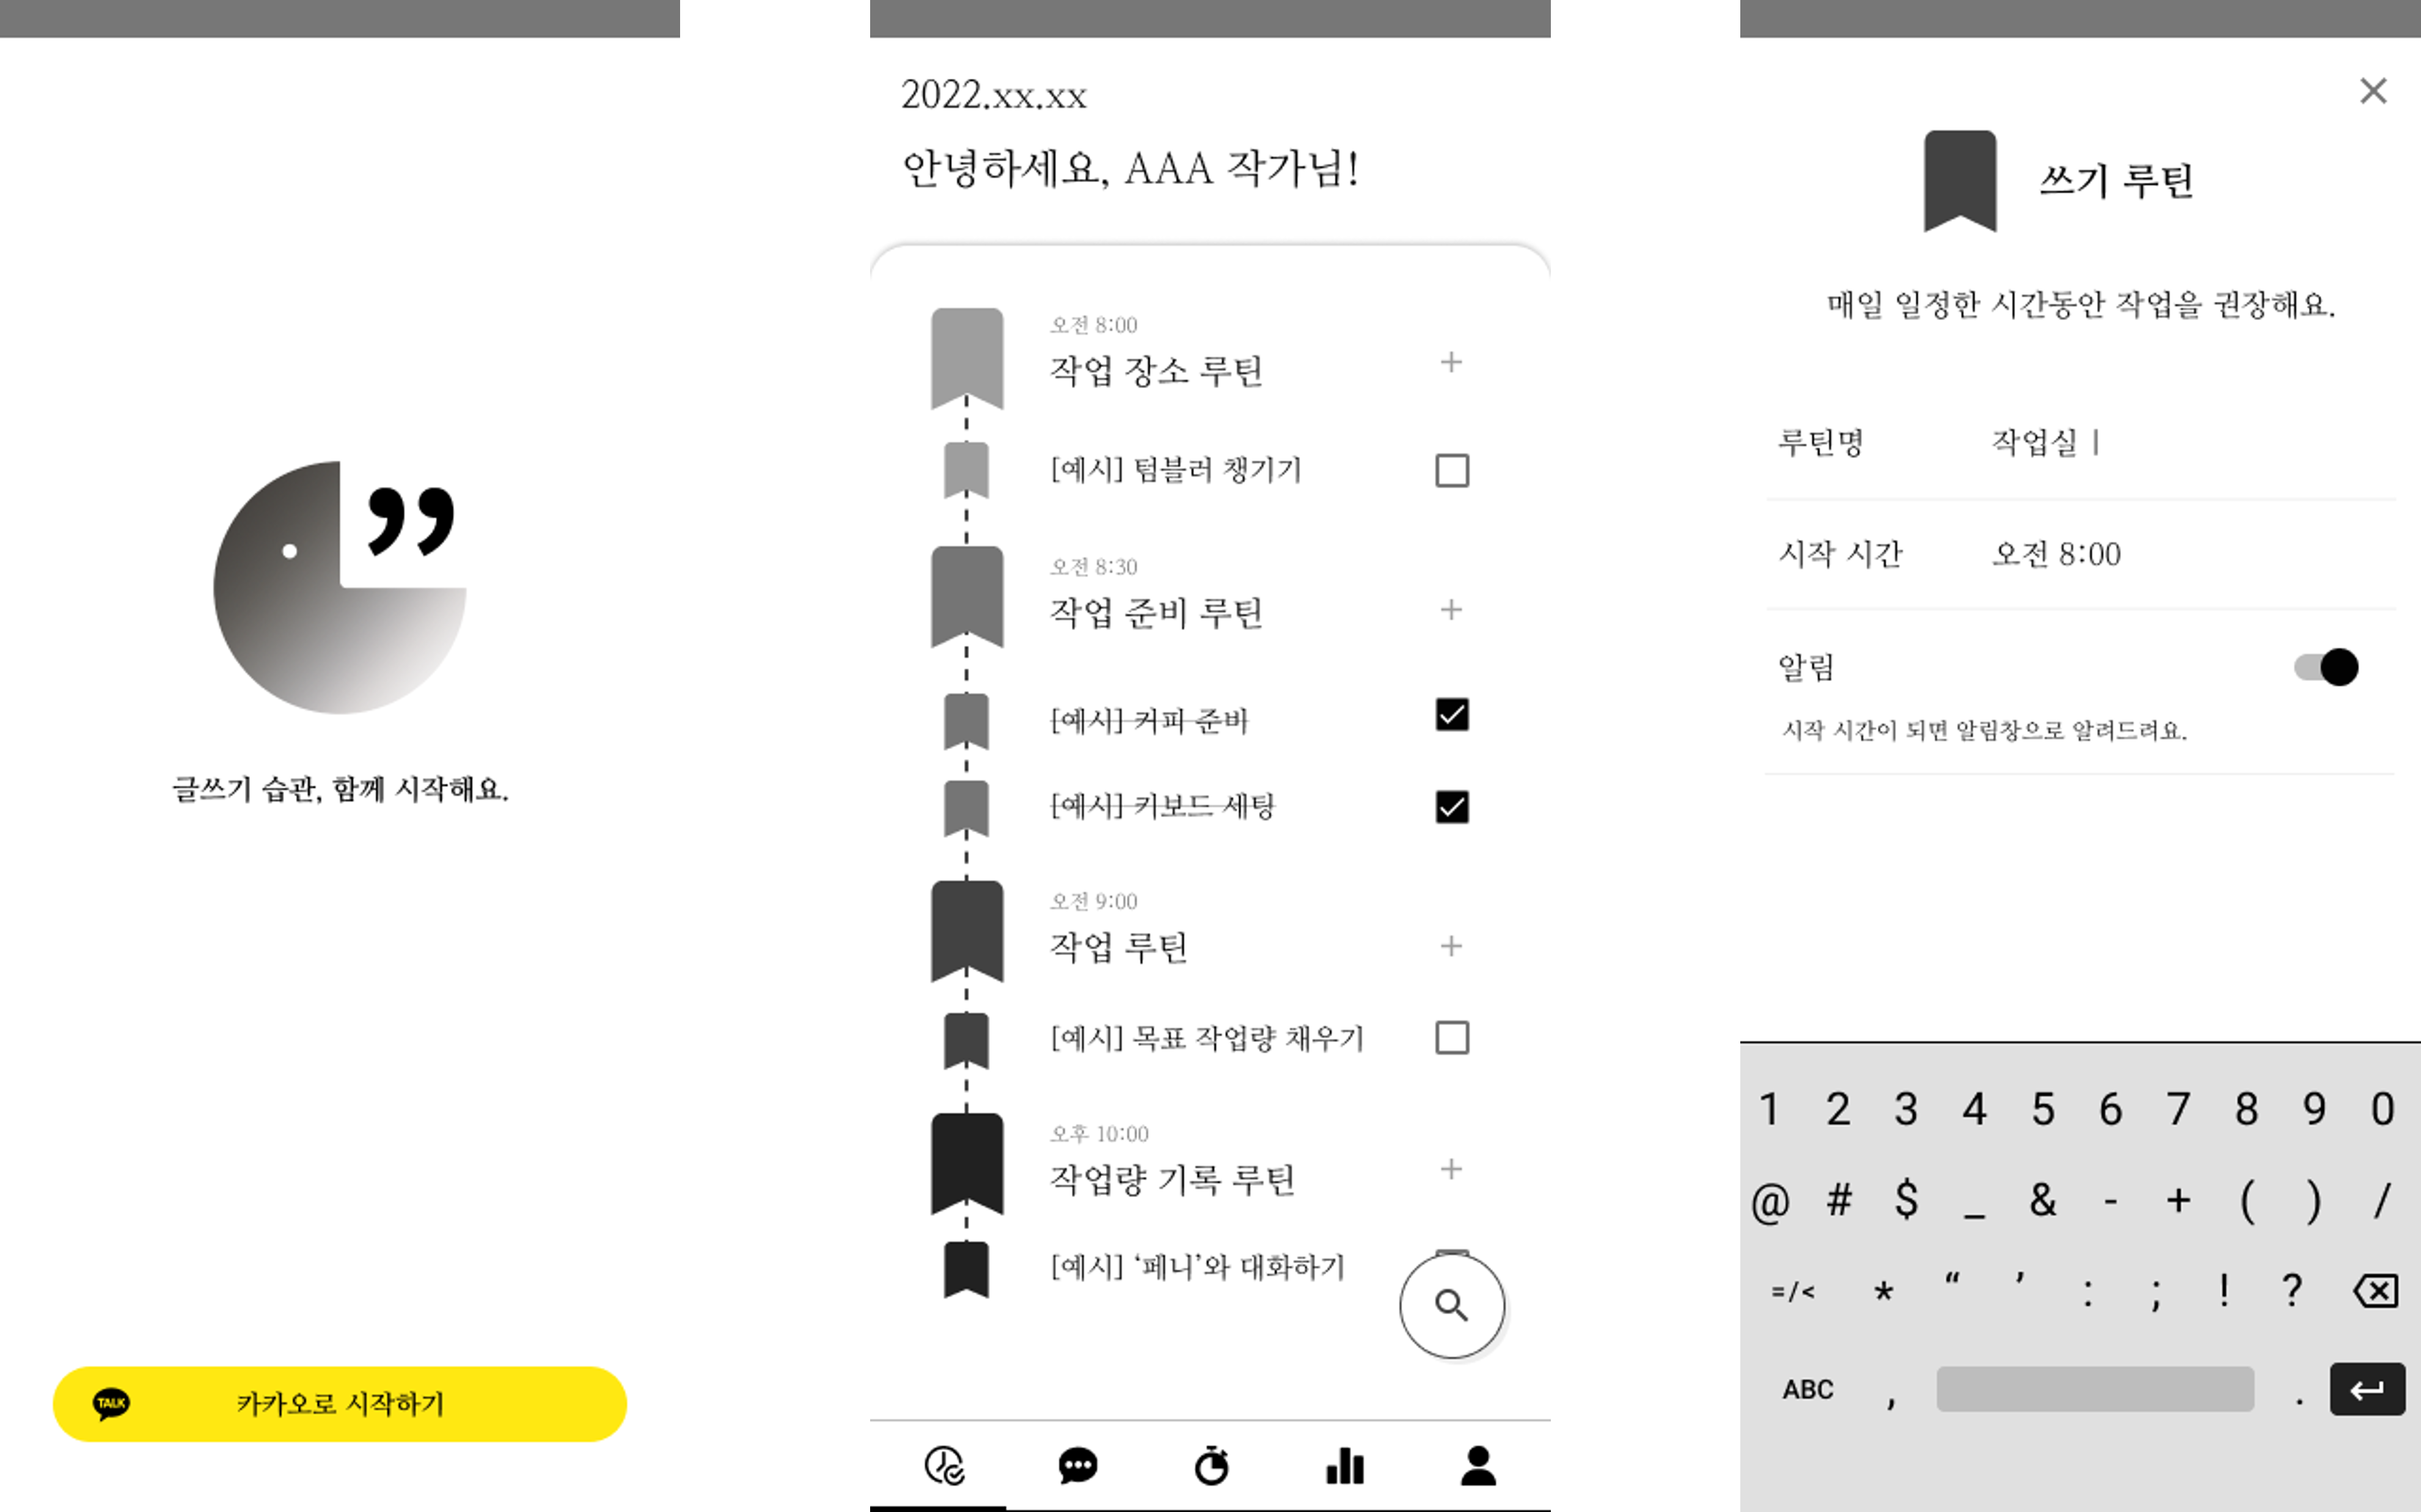 ”
글쓰기 습관, 함께 시작해요.
TALK
카카오로 시작하기
2022.xx.xx
안녕하세요, AAA 작가님!
오전 8:00
작업 장소 루틴
+
[예시] 텀블러 챙기기
오전 8:30
작업 준비 루틴
+
[예시] 커피 준비
[예시] 키보드 세팅
오전 9:00
작업 루틴
+
[예시] 목표 작업량 채우기
오후 10:00
작업량 기록 루틴
+
[예시] ‘페니’와 대화하기
쓰기 루틴
매일 일정한 시간동안 작업을 권장해요.
루틴명 작업실 |
시작 시간 오전 8:00
알림
시작 시간이 되면 알림창으로 알려드려요.
1 2 3 4 5 6 7 8 9 0
@ # $ _ & - + ( ) /
=/< * “ ’ : ; ! ?
ABC , .